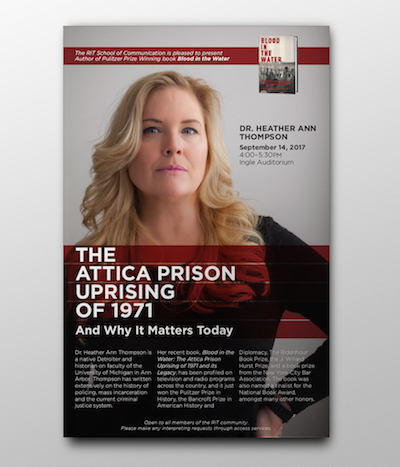 The RIT School of Communication is pleased to present
Author of Pulitzer Prize Winning book Blood in the Water
BLOOD
IN THE
WATER
DR. HEATHER ANN
THOMPSON
September 14, 2017
4:00–5:30PM
Ingle Auditorium
THE
ATTICA PRISON
UPRISING
OF 1971
And Why It Matters Today
Dr. Heather Ann Thompson is
a native Detroiter and
historian on faculty of the
University of Michigan in Ann
Arbor. Thompson has written
extensively on the history of
policing, mass incarceration
and the current criminal
justice system.
Her recent book, Blood in the
Water: The Attica Prison
Uprising of 1971 and its
Legacy, has been profiled on
television and radio programs
across the country, and it just
won the Pulitzer Prize in
History, the Bancroft Prize in
American History and
Diplomacy, The Ridenhour
Book Prize, the J. Willard
Hurst Prize, and a book prize
from the New York City Bar
Association. The book was
also named a finalist for the
National Book Award,
amongst many other honors.
Open to all members of the RIT community.
Please make any interpreting requests through access services.